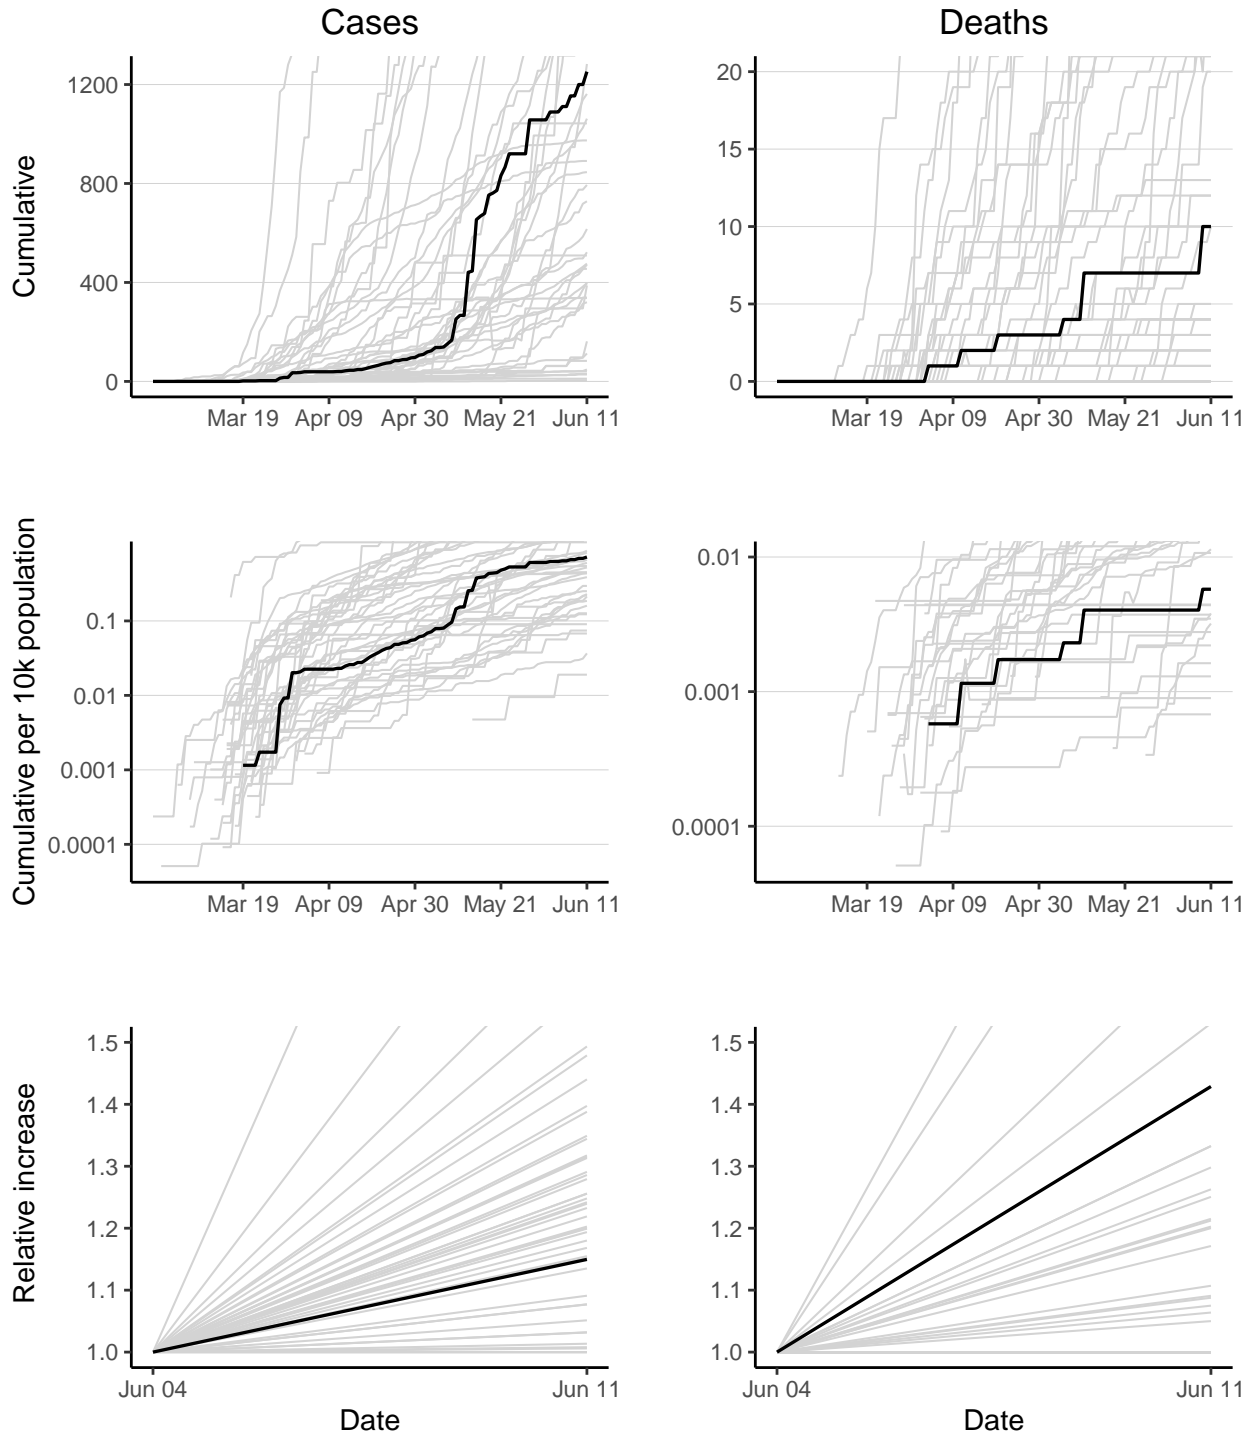 Cases
Deaths
Cumulative
1200
800
400
0
Mar 19 Apr 09 Apr 30 May 21 Jun 11
20
15
10
5
0
Mar 19 Apr 09 Apr 30 May 21 Jun 11
Cumulative per 10k population
0.1
0.01
0.001
0.0001
Mar 19 Apr 09 Apr 30 May 21 Jun 11
0.01
0.001
0.0001
Mar 19 Apr 09 Apr 30 May 21 Jun 11
Relative increase
1.5
1.4
1.3
1.2
1.1
1.0
Jun 04 Jun 11
Date
1.5
1.4
1.3
1.2
1.1
1.0
Jun 04 Jun 11
Date